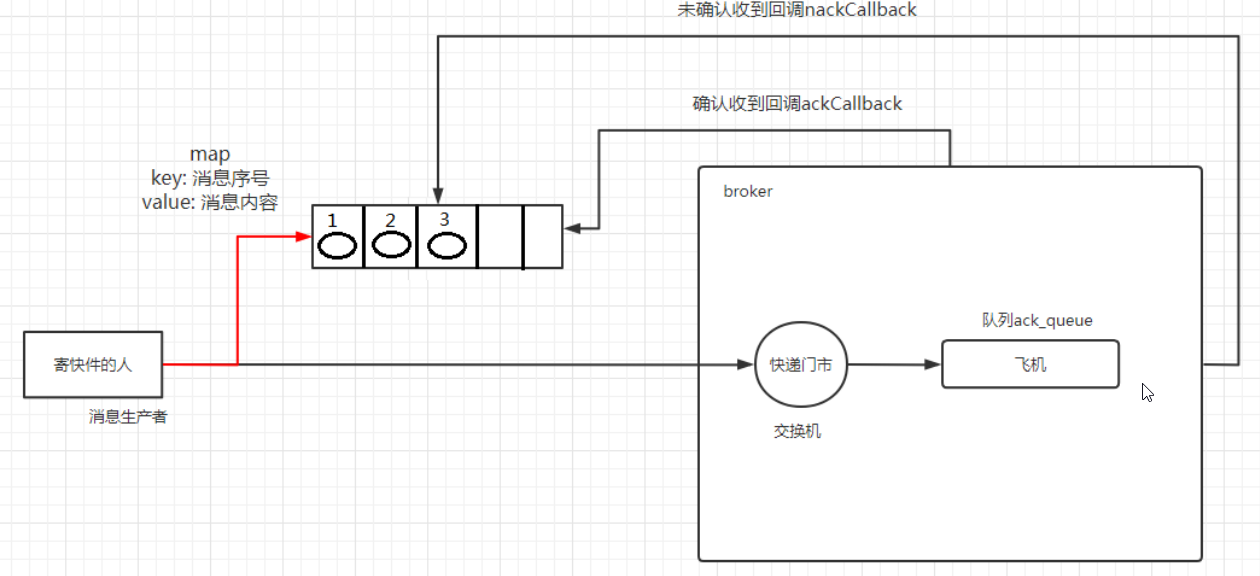 未确认收到回调nackCallback
确认收到回调ackCallback
map
key: 消息序号
value: 消息内容
broker
1 2 3
队列ack_queue
寄快件的人
快递门市
飞机
消息生产者
交换机